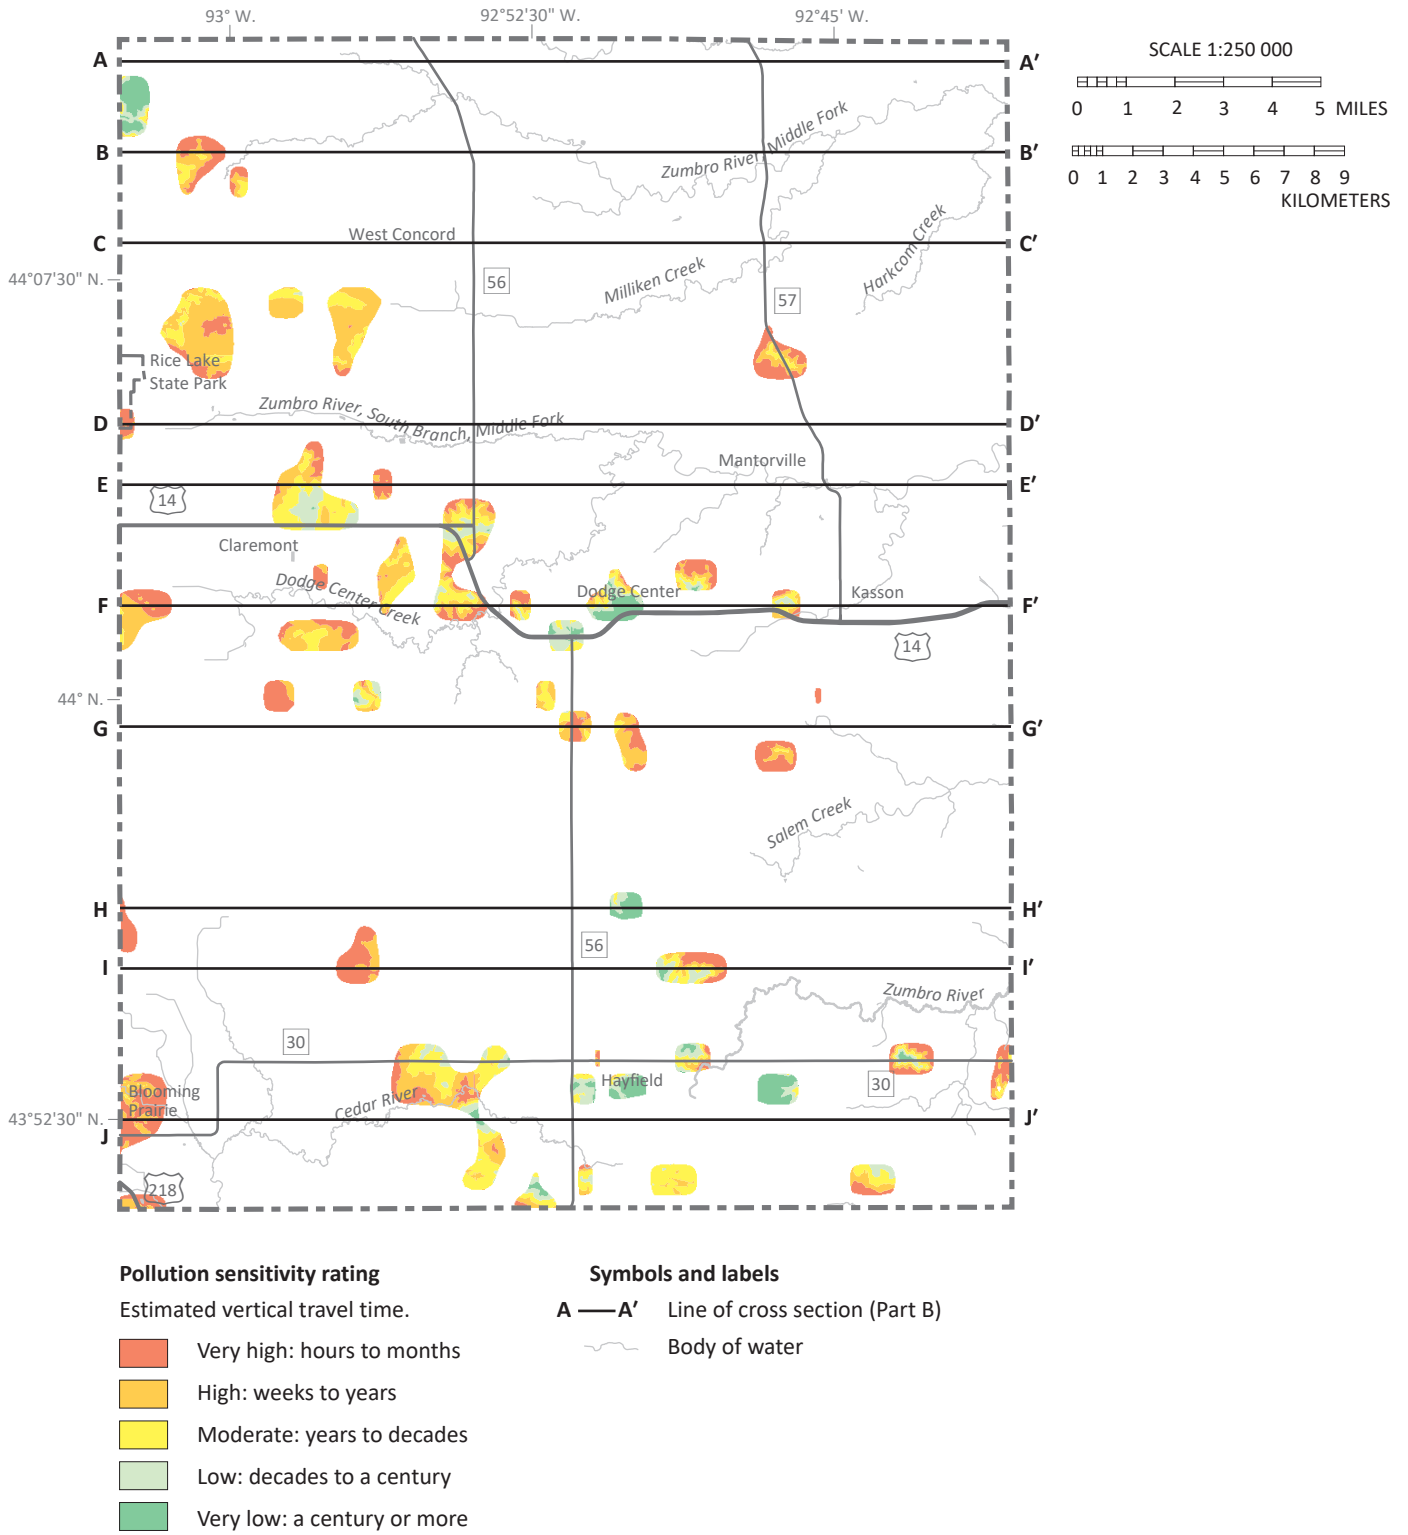 93° W.
92°52'30" W.
92°45' W.
SCALE 1:250 000
0 1 2 3 4 5 MILES
0 1 2 3 4 5 6 7 8 9
KILOMETERS
A
A′
Zumbro River, Middle Fork
B
B′
Harkcom Creek
West Concord
C
C′
Milliken Creek
44°07'30" N.
56
57
Rice Lake
State Park
Zumbro River, South Branch, Middle Fork
D
D′
Mantorville
E
E′
14
Claremont
Dodge Center Creek
Dodge Center
Kasson
F
F′
14
44° N.
G
G′
Salem Creek
H
H′
56
I
I′
Zumbro River
30
Hayfield
30
Blooming
Prairie
Cedar River
43°52'30" N.
J
J′
218
Pollution sensitivity rating
Estimated vertical travel time.
Very high: hours to months
High: weeks to years
Moderate: years to decades
Low: decades to a century
Very low: a century or more
Symbols and labels
A — A′ Line of cross section (Part B)
Body of water